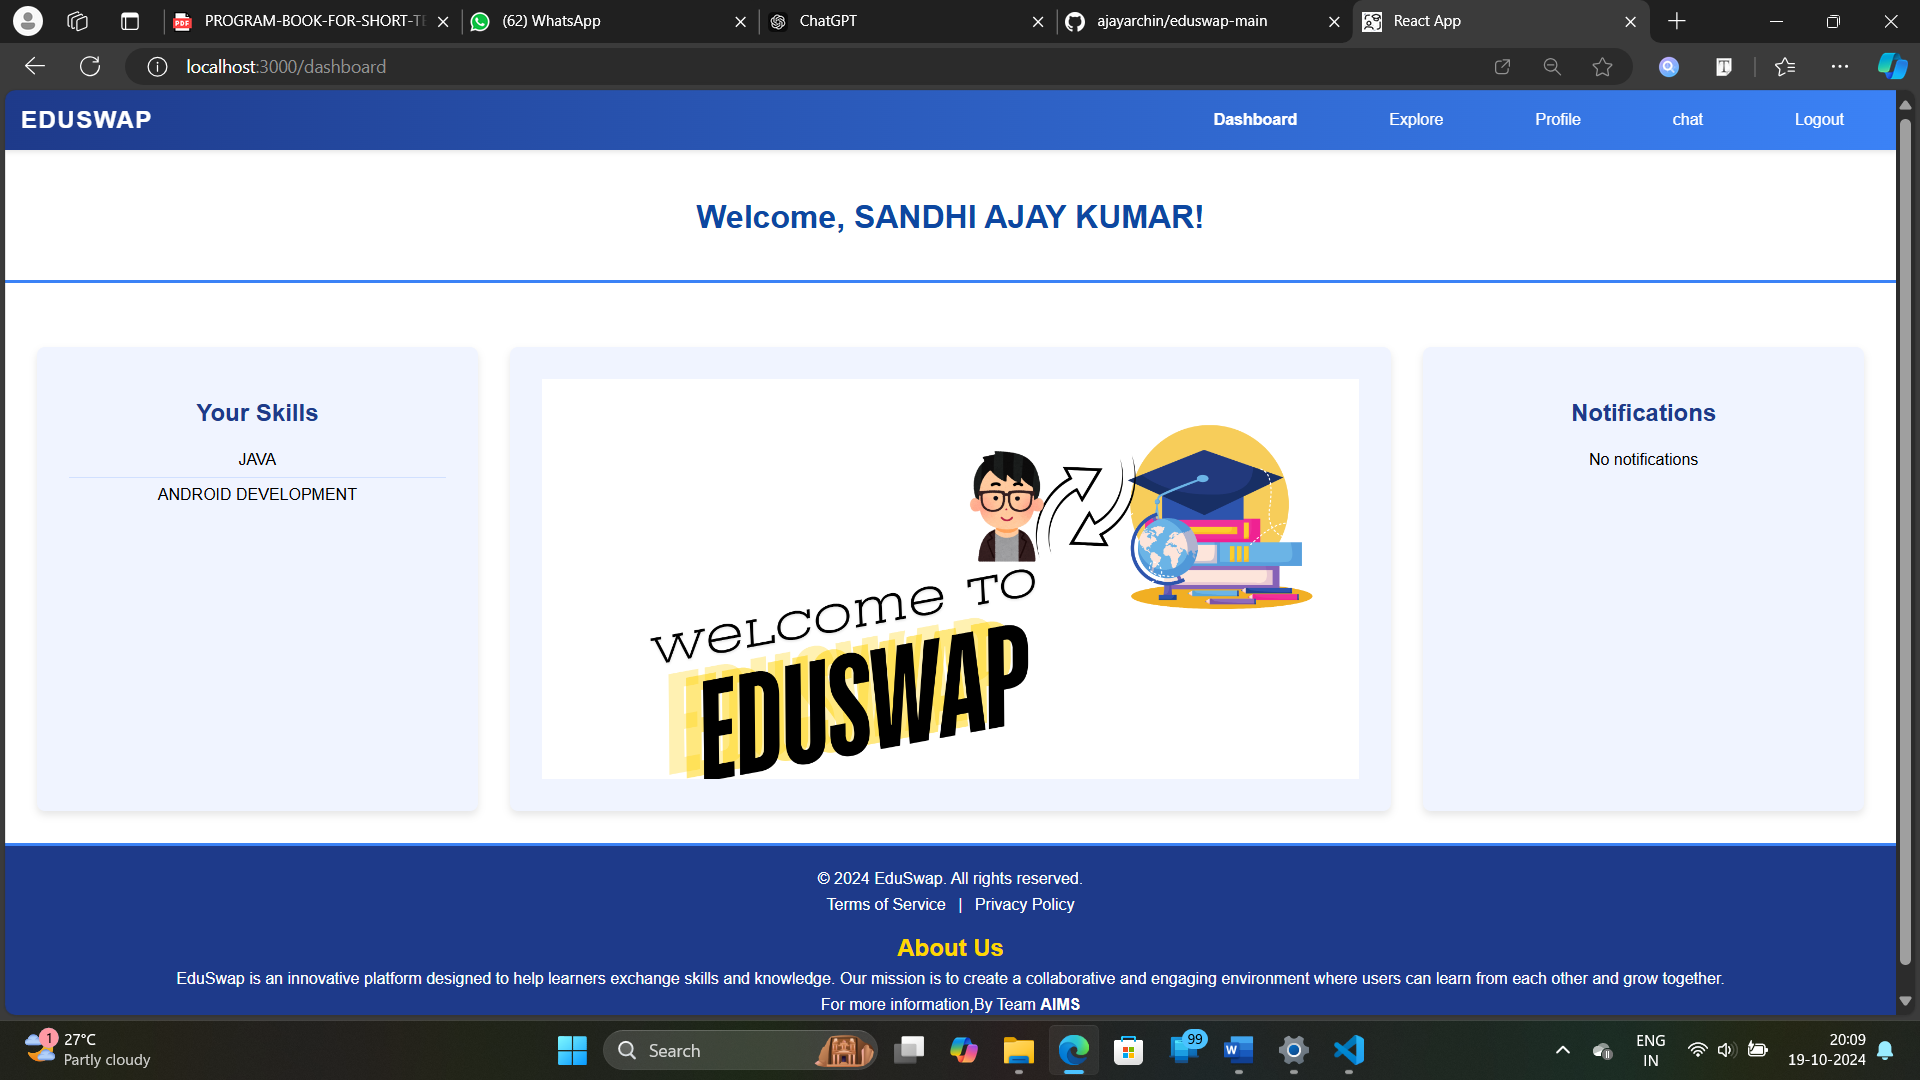 PROGRAM-BOOK-FOR-SHORT-TE
(62) WhatsApp
ChatGPT
ajayarchin/eduswap-main
React App
localhost:3000/dashboard
EDUSWAP
Dashboard
Explore
Profile
chat
Logout
Welcome, SANDHI AJAY KUMAR!
Your Skills
JAVA
ANDROID DEVELOPMENT
WELCOME TO
EDUSWAP
Notifications
No notifications
© 2024 EduSwap. All rights reserved.
Terms of Service | Privacy Policy
About Us
EduSwap is an innovative platform designed to help learners exchange skills and knowledge. Our mission is to create a collaborative and engaging environment where users can learn from each other and grow together.
For more information,By Team AIMS
1
27°C
Partly cloudy
Search
99
ENG
IN
20:09
19-10-2024